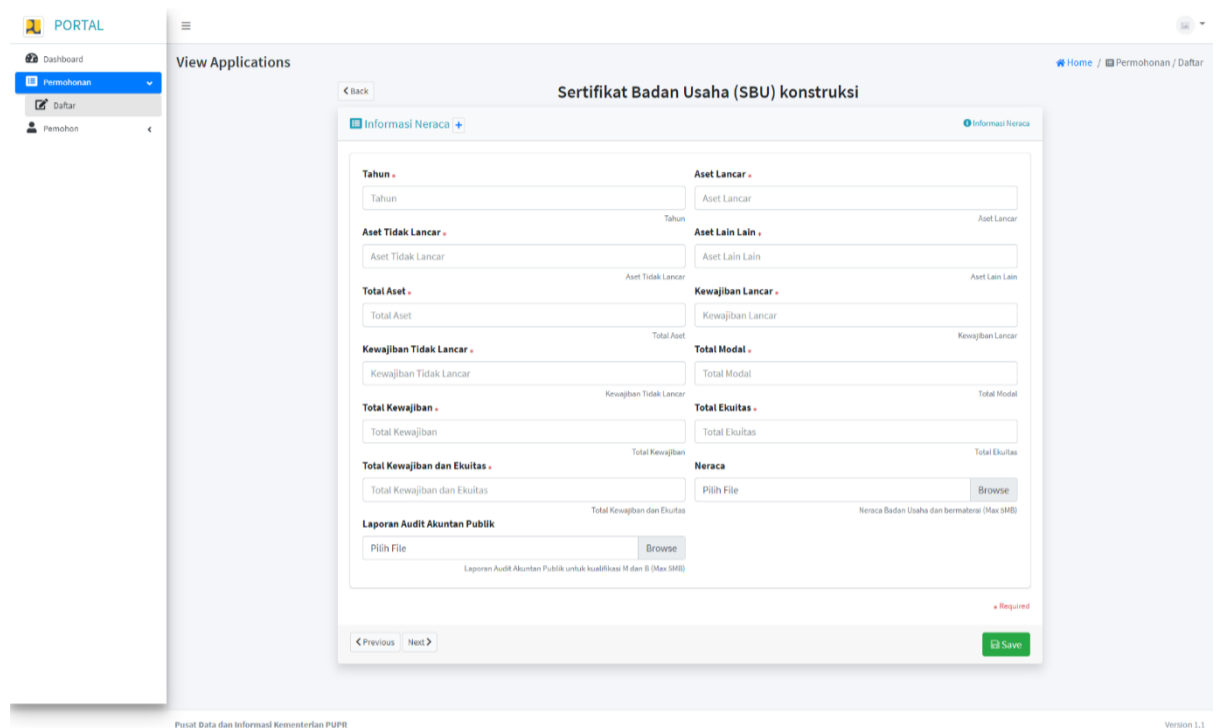 PORTAL
Dashboard
Permohonan
Daftar
Pemohon
View Applications
Home / Permohonan / Daftar
Back
Sertifikat Badan Usaha (SBU) konstruksi
Informasi Neraca +
Informasi Neraca
Tahun *
Aset Lancar *
Tahun
Aset Lancar
Tahun
Aset Lancar
Aset Tidak Lancar *
Aset Lain Lain *
Aset Tidak Lancar
Aset Lain Lain
Aset Tidak Lancar
Aset Lain Lain
Total Aset *
Kewajiban Lancar *
Total Aset
Kewajiban Lancar
Total Aset
Kewajiban Lancar
Kewajiban Tidak Lancar *
Total Modal *
Kewajiban Tidak Lancar
Total Modal
Kewajiban Tidak Lancar
Total Modal
Total Kewajiban *
Total Ekuitas *
Total Kewajiban
Total Ekuitas
Total Kewajiban
Total Ekuitas
Total Kewajiban dan Ekuitas *
Neraca
Total Kewajiban dan Ekuitas
Pilih File Browse
Total Kewajiban dan Ekuitas
Neraca Badan Usaha dan bermaterai (Max 5MB)
Laporan Audit Akuntan Publik
Pilih File Browse
Laporan Audit Akuntan Publik untuk kualifikasi M dan B (Max 5MB)
* Required
Previous Next
Save
Pusat Data dan Informasi Kementerian PUPR
Version 1.1